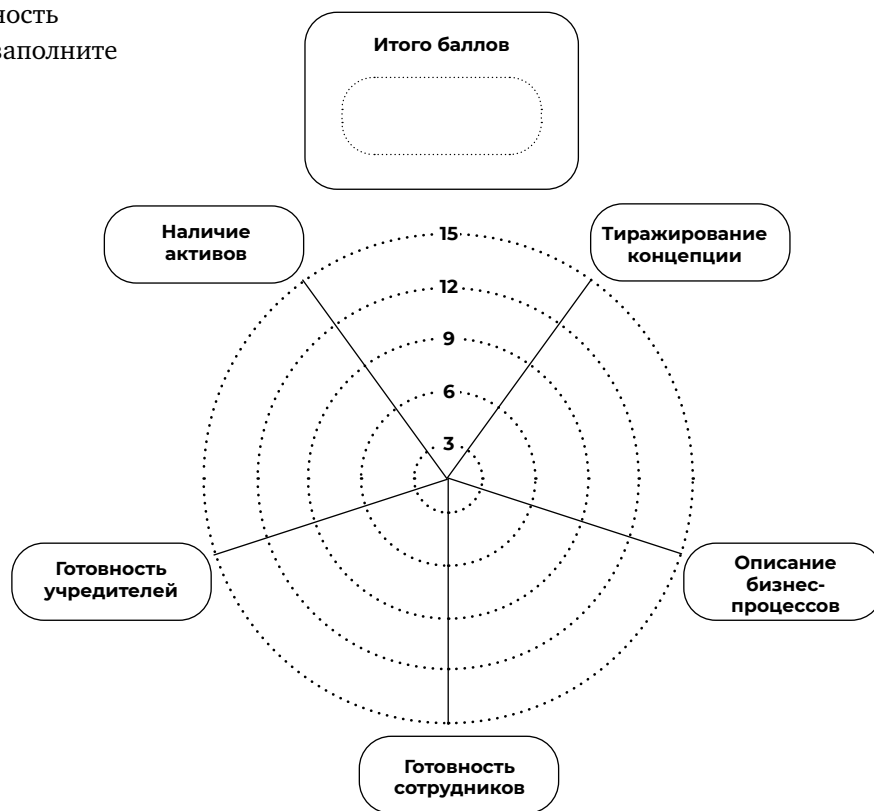 заполните
Итого баллов
Наличие
активов
Тиражирование
концепции
15
12
9
6
3
Готовность
учредителей
Описание
бизнес-
процессов
Готовность
сотрудников